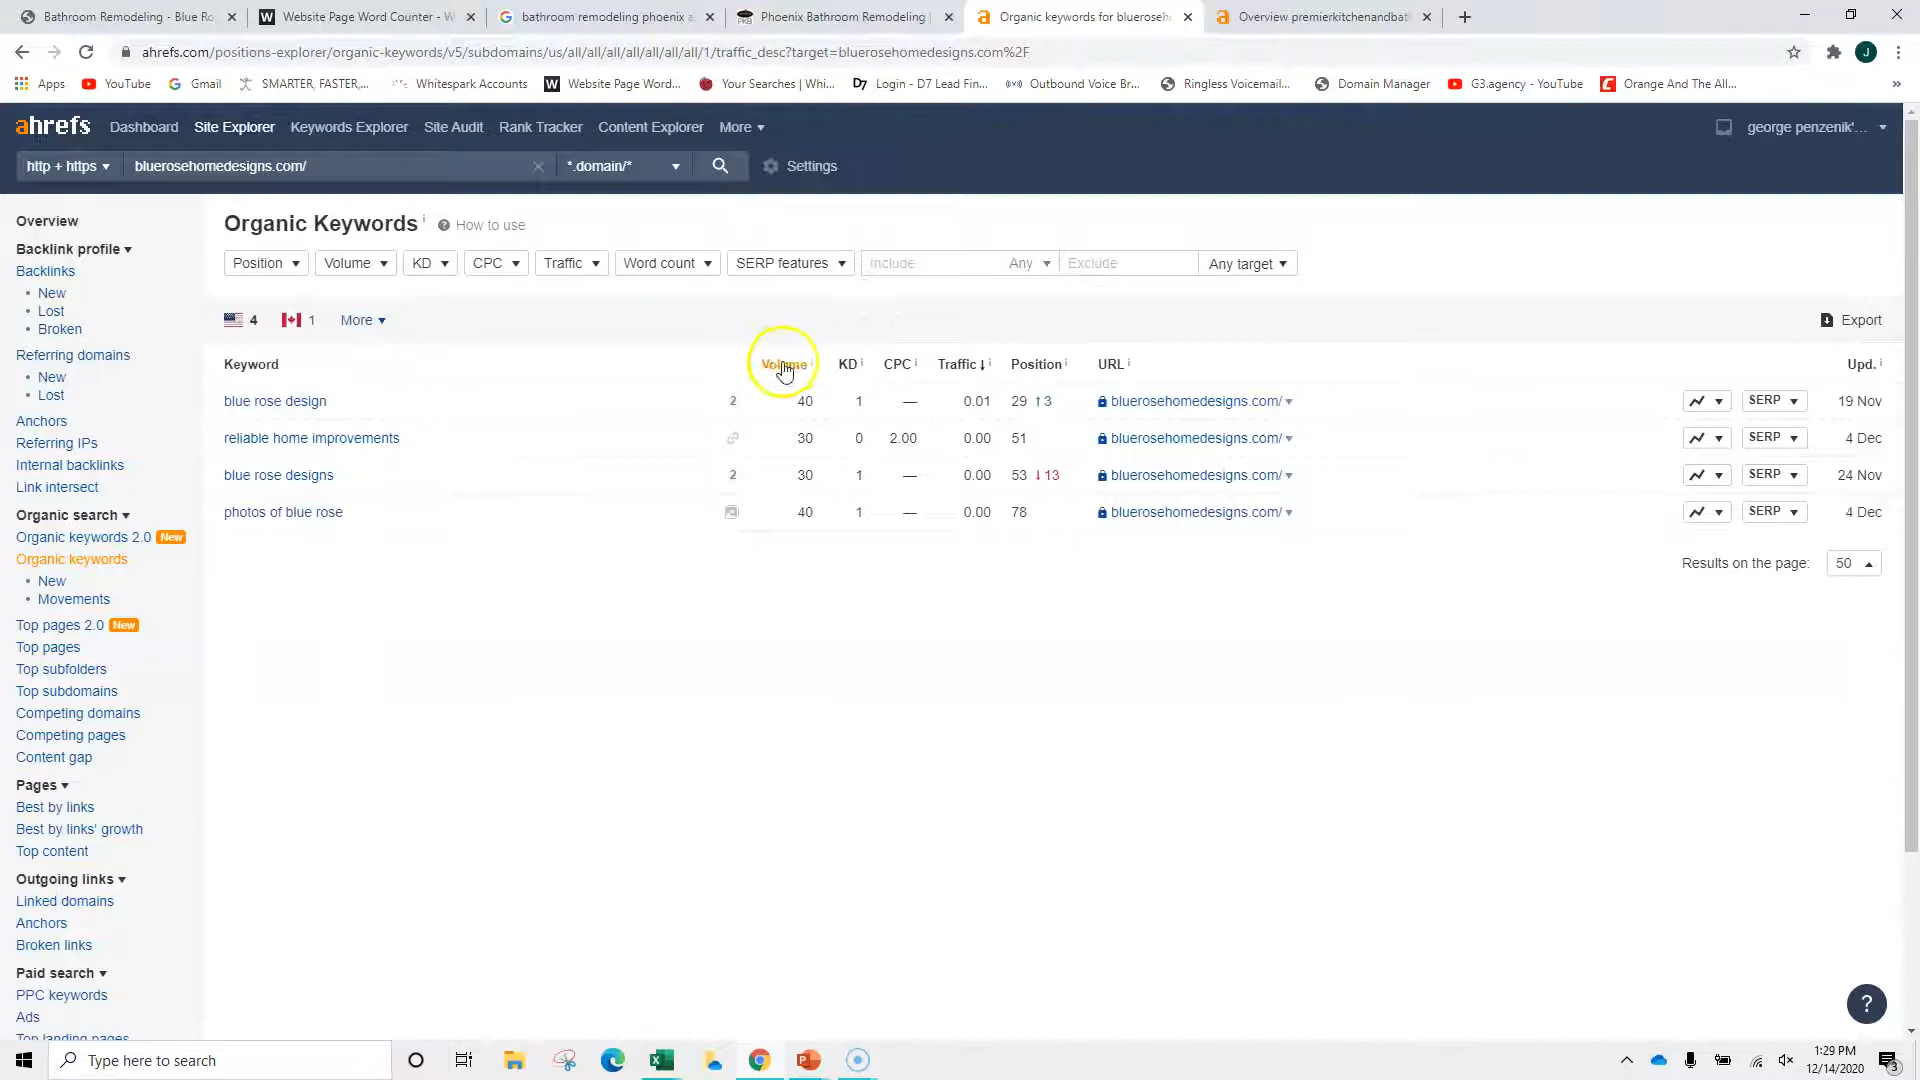 Bathroom Remodeling - Blue Ro
Website Page Word Counter - W
bathroom remodeling phoenix a
Phoenix Bathroom Remodeling |
Organic keywords for blueroseh
Overview premierkitchenandbat
ahrefs.com/positions-explorer/organic-keywords/v5/subdomains/us/all/all/all/all/all/all/all/1/traffic_desc?target=bluerosehomedesigns.com%2F
J
Apps YouTube Gmail SMARTER, FASTER,... Whitespark Accounts Website Page Word... Your Searches | Whi... Login - D7 Lead Fin... Outbound Voice Br... Ringless Voicemail... Domain Manager G3.agency - YouTube Orange And The All... »
ahrefs Dashboard Site Explorer Keywords Explorer Site Audit Rank Tracker Content Explorer More george penzenik'...
http + https bluerosehomedesigns.com/ *.domain/* Settings
Overview
Backlink profile
Backlinks
New
Lost
Broken
Referring domains
New
Lost
Anchors
Referring IPs
Internal backlinks
Link intersect
Organic search
Organic keywords 2.0 New
Organic keywords
New
Movements
Top pages 2.0 New
Top pages
Top subfolders
Top subdomains
Competing domains
Competing pages
Content gap
Pages
Best by links
Best by links' growth
Top content
Outgoing links
Linked domains
Anchors
Broken links
Paid search
PPC keywords
Ads
Top landing pages
Organic Keywords i ? How to use
Position Volume KD CPC Traffic Word count SERP features Include Any Exclude Any target
4 1 More Export
Keyword Volume i KD i CPC i Traffic ↓ i Position i URL i Upd. i
blue rose design 2 40 1 — 0.01 29 ↑3 bluerosehomedesigns.com/ SERP 19 Nov
reliable home improvements 30 0 2.00 0.00 51 bluerosehomedesigns.com/ SERP 4 Dec
blue rose designs 2 30 1 — 0.00 53 ↓13 bluerosehomedesigns.com/ SERP 24 Nov
photos of blue rose 40 1 — 0.00 78 bluerosehomedesigns.com/ SERP 4 Dec
Results on the page: 50
?
Type here to search
1:29 PM
12/14/2020
3